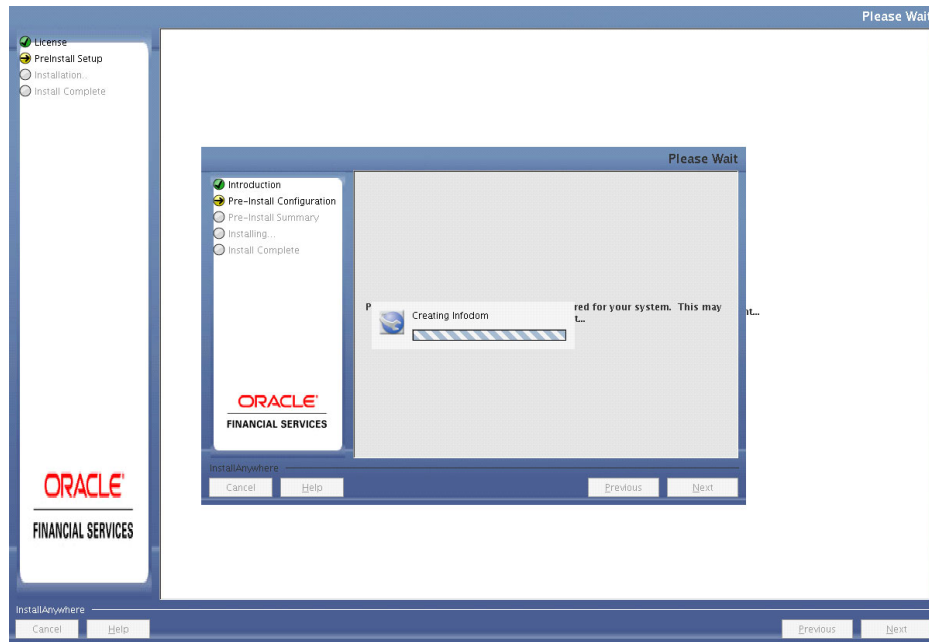 Please Wai
License
PreInstall Setup
Installation..
Install Complete
Please Wait
Introduction
Pre-Install Configuration
Pre-Install Summary
Installing...
Install Complete
P
red for your system. This may
t...
nt...
Creating Infodom
ORACLE'
FINANCIAL SERVICES
InstallAnywhere
Cancel
Help
Previous
Next
ORACLE'
FINANCIAL SERVICES
InstallAnywhere
Cancel
Help
Previous
Next